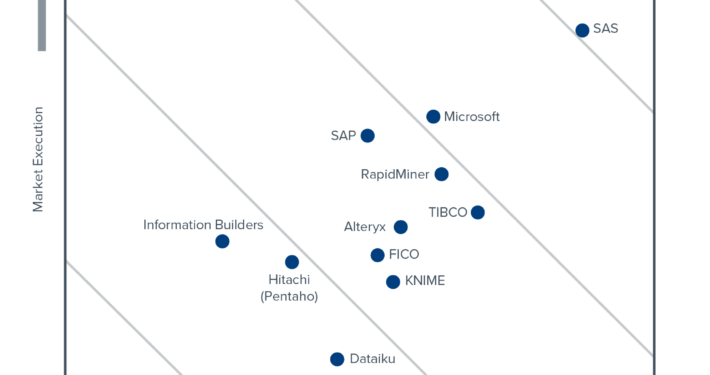 SAS
Microsoft
SAP
RapidMiner
TIBCO
Information Builders
Alteryx
FICO
Hitachi
(Pentaho)
KNIME
Dataiku
Market Execution